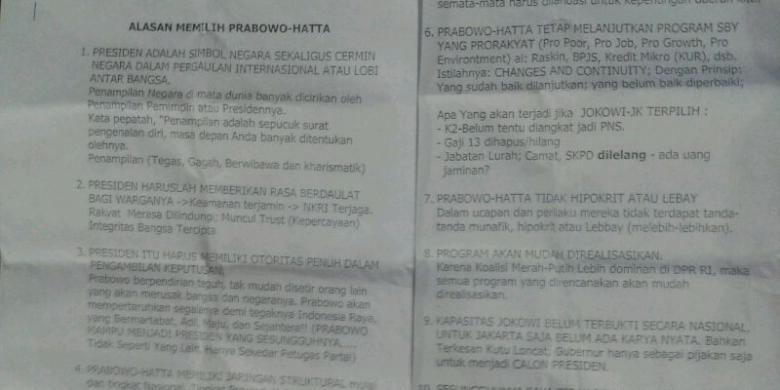 ALASAN MEMILIH PRABOWO-HATTA
1. PRESIDEN ADALAH SIMBOL NEGARA SEKALIGUS CERMIN
NEGARA DALAM PERGAULAN INTERNASIONAL ATAU LOBI
ANTAR BANGSA.
Penampilan Negara di mata dunia banyak dicirikan oleh
Penampilan Pemimpin atau Presidennya.
Kata pepatah, "Penampilan adalah sepucuk surat
pengenalan diri, masa depan Anda banyak ditentukan
olehnya.
Penampilan (Tegas, Gagah, Berwibawa dan kharismatik)
2. PRESIDEN HARUSLAH MEMBERIKAN RASA BERDAULAT
BAGI WARGANYA ->Keamanan terjamin -> NKRI Terjaga.
Rakyat Merasa Dilindungi; Muncul Trust (Kepercayaan)
Integritas Bangsa Tercipta
3. PRESIDEN ITU HARUS MEMILIKI OTORITAS PENUH DALAM
PENGAMBILAN KEPUTUSAN.
Prabowo berpendirian teguh, tak mudah disetir orang lain
yang akan merusak bangsa dan negaranya. Prabowo akan
mempertaruhkan segalanya demi tegaknya Indonesia Raya,
yang Bermartabat, Adil, Maju, dan Sejahtera!! (PRABOWO
MAMPU MENJADI PRESIDEN YANG SESUNGGUHNYA.....
Tidak Seperti Yang Lain, Hanya Sekedar Petugas Partai)
4. PRABOWO-HATTA MEMILIKI JARINGAN STRUKTURAL mulai
dari tingkat Nasional,
semata-mata harus dilandasi untuk kepentingan
6. PRABOWO-HATTA TETAP MELANJUTKAN PROGRAM SBY
YANG PRORAKYAT (Pro Poor, Pro Job, Pro Growth, Pro
Environtment) al: Raskin, BPJS, Kredit Mikro (KUR), dsb.
Istilahnya: CHANGES AND CONTINUITY; Dengan Prinsip:
Yang sudah baik dilanjutkan; yang belum baik diperbaiki;
Apa Yang akan terjadi jika JOKOWI-JK TERPILIH :
- K2-Belum tentu diangkat jadi PNS.
- Gaji 13 dihapus/hilang
- Jabatan Lurah; Camat, SKPD dilelang - ada uang
jaminan?
7. PRABOWO-HATTA TIDAK HIPOKRIT ATAU LEBAY
Dalam ucapan dan perilaku mereka tidak terdapat tanda-
tanda munafik, hipokrit atau Lebbay (melebih-lebihkan).
8. PROGRAM AKAN MUDAH DIREALISASIKAN.
Karena Koalisi Merah-Putih Lebih dominan di DPR RI, maka
semua program yang direncanakan akan mudah
direalisasikan.
9. KAPASITAS JOKOWI BELUM TERBUKTI SECARA NASIONAL.
UNTUK JAKARTA SAJA BELUM ADA KARYA NYATA. Bahkan
Terkesan Kutu Loncat, Gubernur hanya sebagai pijakan saja
untuk menjadi CALON PRESIDEN.